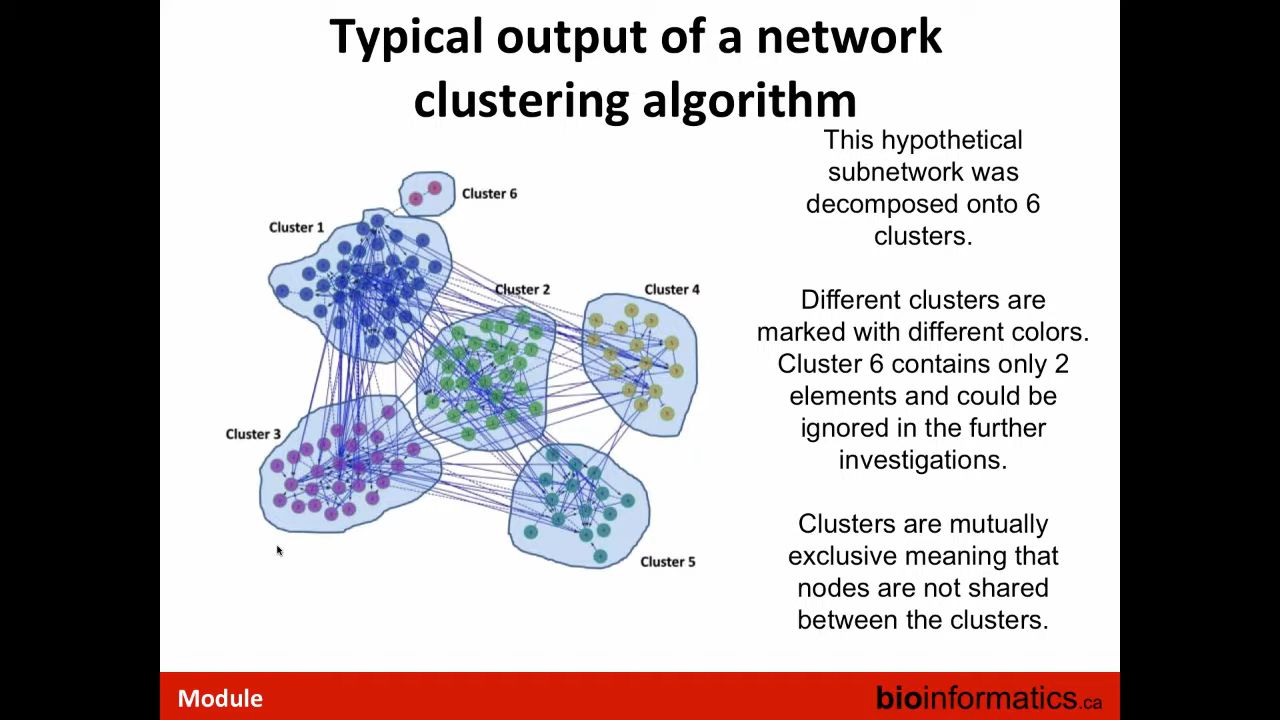 Typical output of a network
clustering algorithm
This hypothetical
subnetwork was
decomposed onto 6
clusters.
Different clusters are
marked with different colors.
Cluster 6 contains only 2
elements and could be
ignored in the further
investigations.
Clusters are mutually
exclusive meaning that
nodes are not shared
between the clusters.
Cluster 6
Cluster 1
Cluster 2
Cluster 4
Cluster 3
Cluster 5
Module
bioinformatics.ca